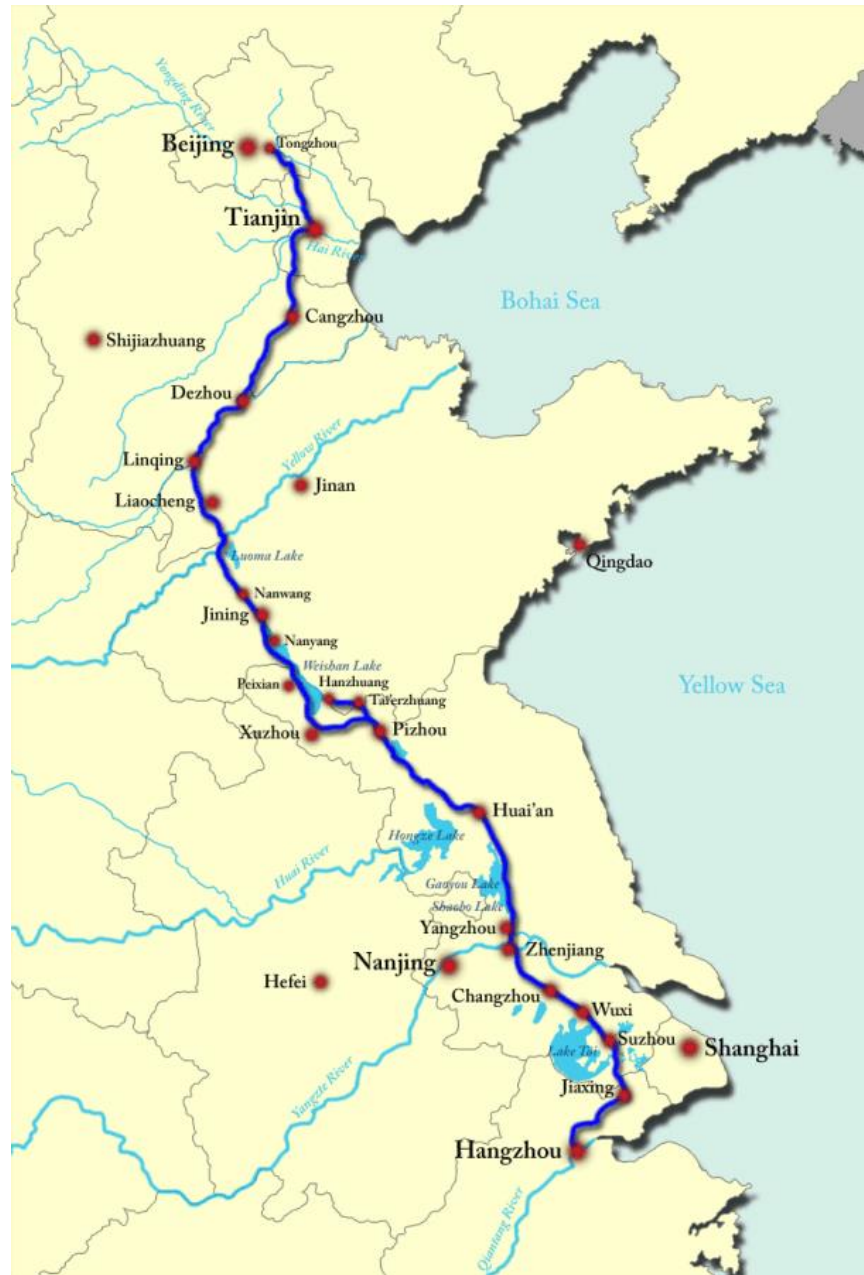 Yongding River
Beijing
Tongzhou
Tianjin
Hai River
Bohai Sea
Cangzhou
Shijiazhuang
Dezhou
Yellow River
Linqing
Jinan
Liaocheng
Qingdao
Luoma Lake
Nanwang
Jining
Nanyang
Weishan Lake
Yellow Sea
Peixian
Hanzhuang
Tai'erzhuang
Xuzhou
Pizhou
Huai'an
Hongze Lake
Huai River
Gaoyou Lake
Shaobo Lake
Yangzhou
Zhenjiang
Nanjing
Hefei
Changzhou
Wuxi
Suzhou
Shanghai
Lake Tai
Jiaxing
Yangzte River
Hangzhou
Qiantang River